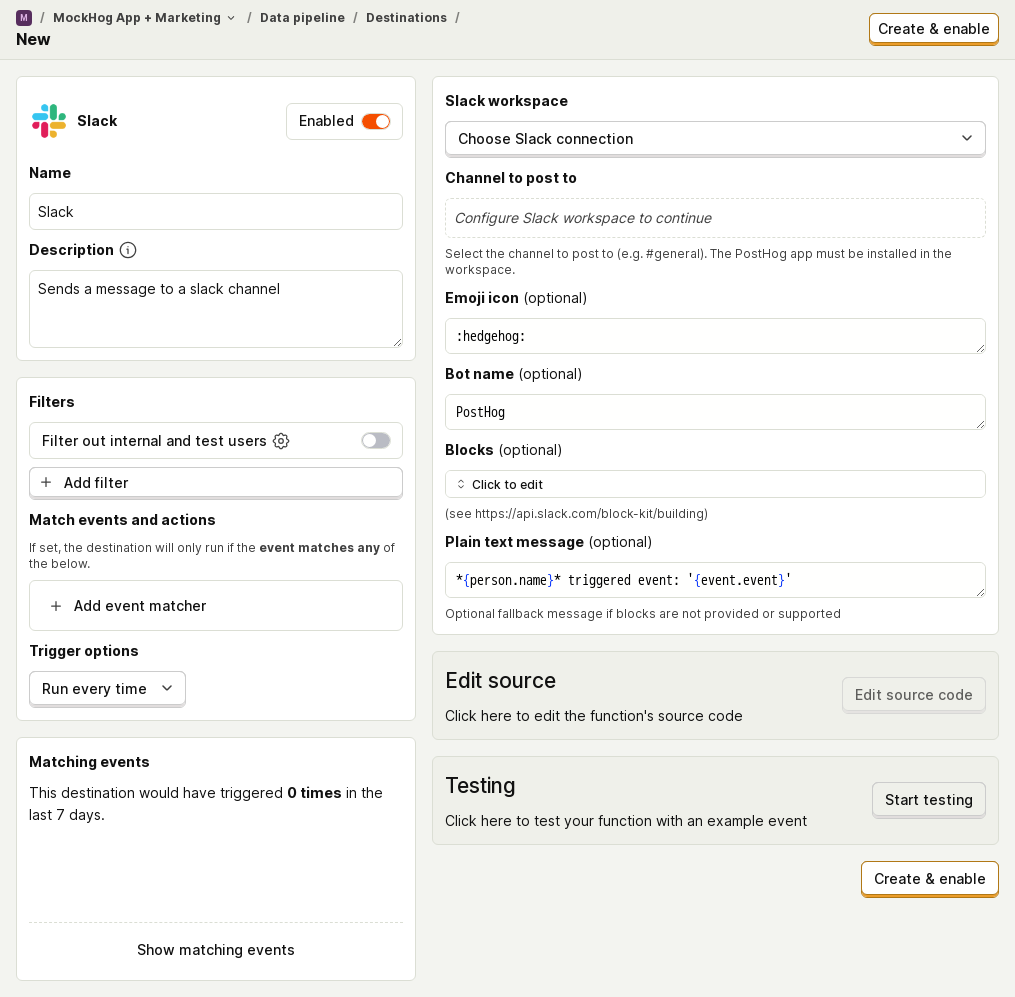 M / MockHog App + Marketing / Data pipeline / Destinations /
New
Create & enable
Slack
Enabled
Name
Slack
Description
Sends a message to a slack channel
Filters
Filter out internal and test users
Add filter
Match events and actions
If set, the destination will only run if the event matches any of
the below.
Add event matcher
Trigger options
Run every time
Matching events
This destination would have triggered 0 times in the
last 7 days.
Show matching events
Slack workspace
Choose Slack connection
Channel to post to
Configure Slack workspace to continue
Select the channel to post to (e.g. #general). The PostHog app must be installed in the
workspace.
Emoji icon (optional)
:hedgehog:
Bot name (optional)
PostHog
Blocks (optional)
Click to edit
(see https://api.slack.com/block-kit/building)
Plain text message (optional)
*{person.name}* triggered event: '{event.event}'
Optional fallback message if blocks are not provided or supported
Edit source
Click here to edit the function's source code
Edit source code
Testing
Click here to test your function with an example event
Start testing
Create & enable